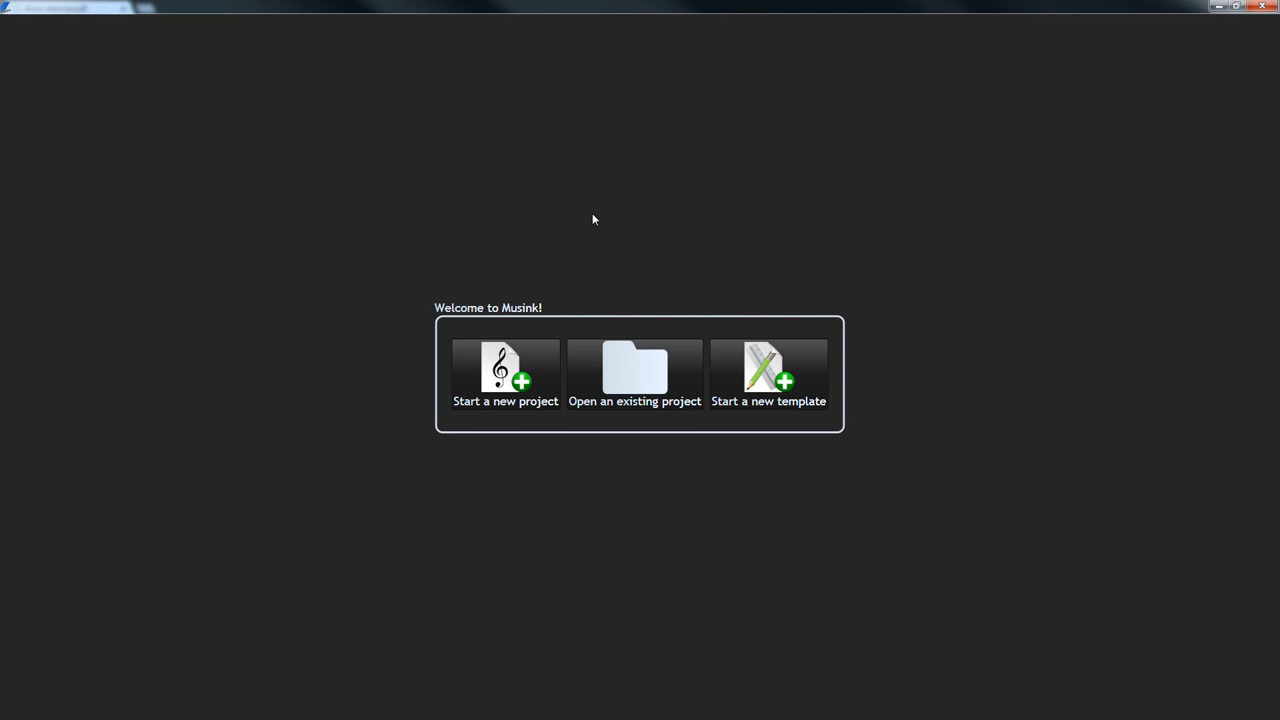 Welcome to Musink!
Start a new project
Open an existing project
Start a new template